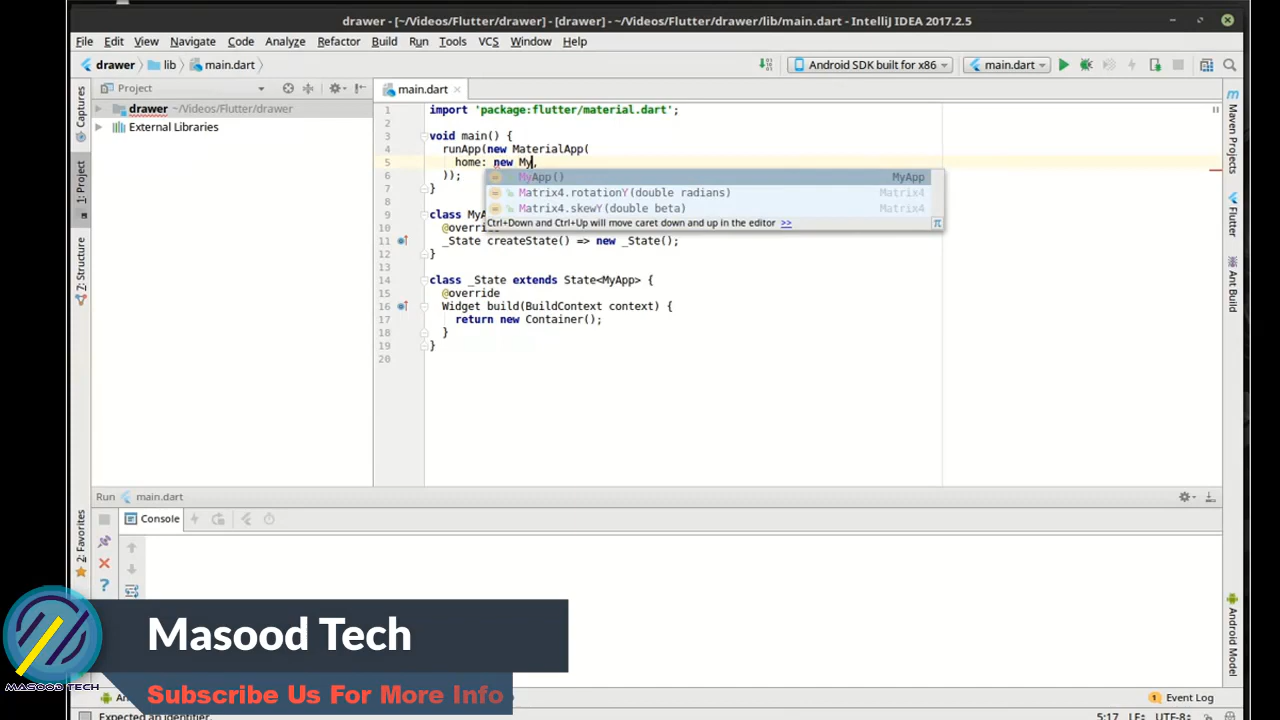 drawer - [~/Videos/Flutter/drawer] - [drawer] - ~/Videos/Flutter/drawer/lib/main.dart - IntelliJ IDEA 2017.2.5
File Edit View Navigate Code Analyze Refactor Build Run Tools VCS Window Help
drawer lib main.dart Android SDK built for x86 main.dart
Project main.dart
drawer ~/Videos/Flutter/drawer
External Libraries
Captures
1: Project
Z: Structure
2: Favorites
1 import 'package:flutter/material.dart';
2
3 void main() {
4 runApp(new MaterialApp(
5 home: new My,
6 ));
7 }
8
9 class MyA
10 @overri
11 _State createState() => new _State();
12 }
13
14 class _State extends State<MyApp> {
15 @override
16 Widget build(BuildContext context) {
17 return new Container();
18 }
19 }
20
MyApp() MyApp
Matrix4.rotationY(double radians) Matrix4
Matrix4.skewY(double beta) Matrix4
Ctrl+Down and Ctrl+Up will move caret down and up in the editor >> π
Maven Projects
Flutter
Ant Build
Android Model
Run main.dart
Console
Masood Tech
MASOOD TECH
Subscribe Us For More Info
An
1 Event Log
Expected an identifier. 5:17 LF÷ UTF-8÷